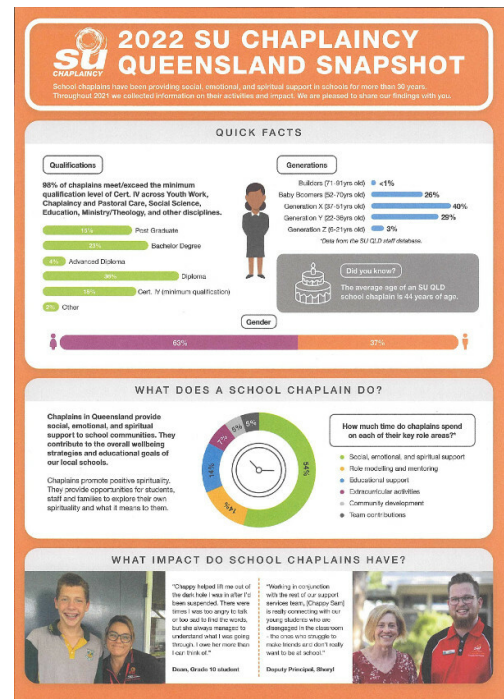 su
CHAPLAINCY
2022 SU CHAPLAINCY
QUEENSLAND SNAPSHOT
School chaplains have been providing social, emotional, and spiritual support in schools for more than 30 years.
Throughout 2021 we collected information on their activities and impact. We are pleased to share our findings with you.
QUICK FACTS
Qualifications
98% of chaplains meet/exceed the minimum
qualification level of Cert. IV across Youth Work,
Chaplaincy and Pastoral Care, Social Science,
Education, Ministry/Theology, and other disciplines.
Post Graduate
23% Bachelor Degree
4% Advanced Diploma
Diploma
Cert. IV (minimum qualification)
2% Other
Generations
Builders (71-91yrs old) <1%
Baby Boomers (52-70yrs old) 26%
Generation X (37-51yrs old) 40%
Generation Y (22-36yrs old) 29%
Generation Z (6-21yrs old) 3%
*Data from the SU QLD staff database.
Did you know?
The average age of an SU QLD
school chaplain is 44 years of age.
Gender
63% 37%
WHAT DOES A SCHOOL CHAPLAIN DO?
Chaplains in Queensland provide
social, emotional, and spiritual
support to school communities. They
contribute to the overall wellbeing
strategies and educational goals of
our local schools.
Chaplains promote positive spirituality.
They provide opportunities for students,
staff and families to explore their own
spirituality and what it means to them.
54%
14%
14%
7%
5%
How much time do chaplains spend
on each of their key role areas?*
Social, emotional, and spiritual support
Role modelling and mentoring
Educational support
Extracurricular activities
Community development
Team contributions
WHAT IMPACT DO SCHOOL CHAPLAINS HAVE?
"Chappy helped lift me out of
the dark hole I was in after I'd
been suspended. There were
times I was too angry to talk
or too sad to find the words,
but she always managed to
understand what I was going
through. I owe her more than
I can think of."
Dean, Grade 10 student
"Working in conjunction
with the rest of our support
services team, [Chappy Sam]
is really connecting with our
young students who are
disengaged in the classroom
- the ones who struggle to
make friends and don't really
want to be at school."
Deputy Principal, Sheryl